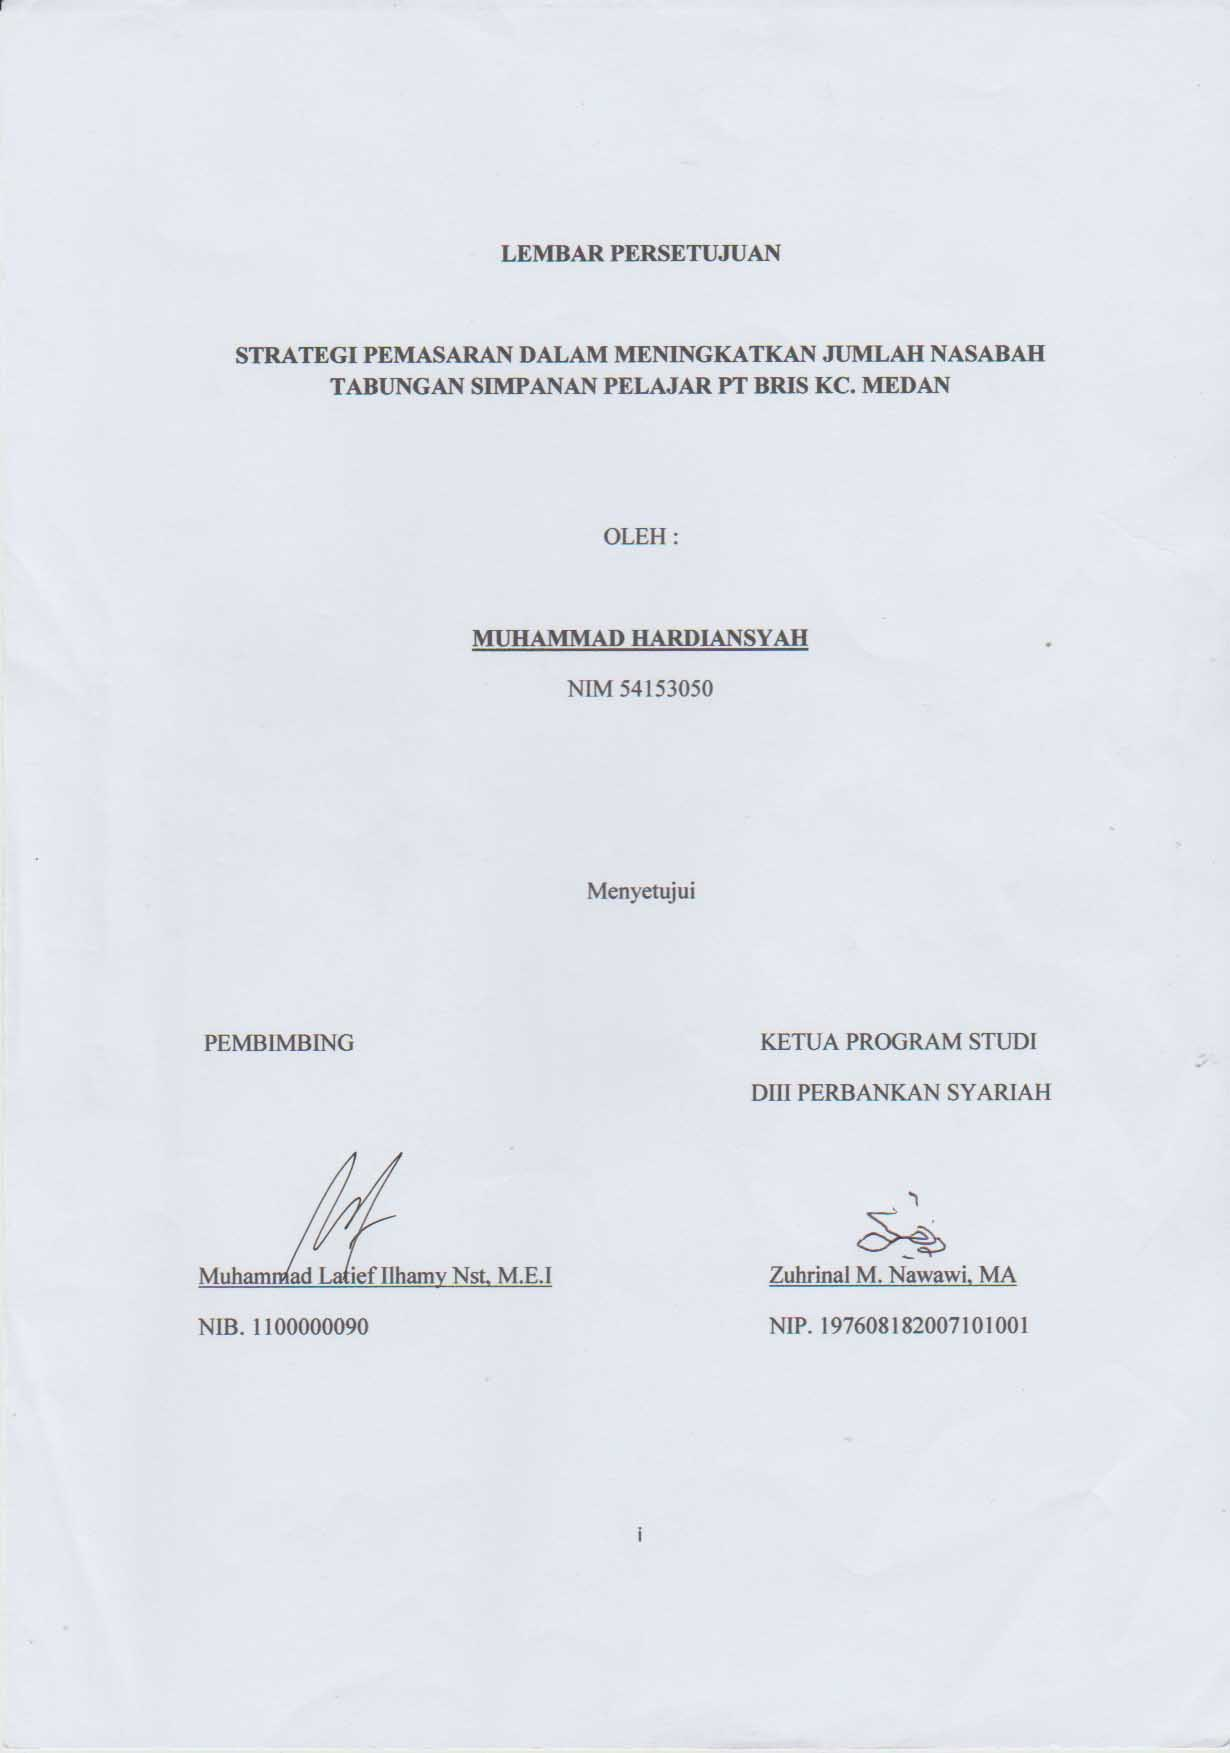 LEMBAR PERSETUJUAN
STRATEGI PEMASARAN DALAM MENINGKATKAN JUMLAH NASABAH
TABUNGAN SIMPANAN PELAJAR PT BRIS KC. MEDAN
OLEH :
MUHAMMAD HARDIANSYAH
NIM 54153050
Menyetujui
PEMBIMBING
KETUA PROGRAM STUDI
DIII PERBANKAN SYARIAH
Muhammad Latief Ilhamy Nst, M.E.I
NIB. 1100000090
Zuhrinal M. Nawawi, MA
NIP. 197608182007101001
i